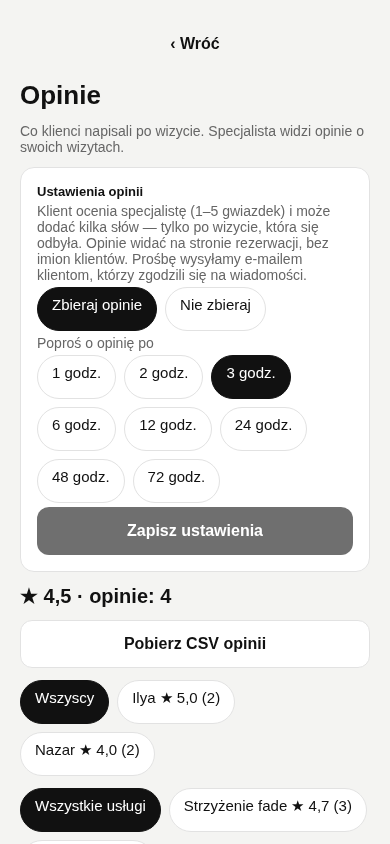 ‹ Wróć
Opinie
Co klienci napisali po wizycie. Specjalista widzi opinie o
swoich wizytach.
Ustawienia opinii
Klient ocenia specjalistę (1–5 gwiazdek) i może
dodać kilka słów — tylko po wizycie, która się
odbyła. Opinie widać na stronie rezerwacji, bez
imion klientów. Prośbę wysyłamy e-mailem
klientom, którzy zgodzili się na wiadomości.
Zbieraj opinie Nie zbieraj
Poproś o opinię po
1 godz. 2 godz. 3 godz.
6 godz. 12 godz. 24 godz.
48 godz. 72 godz.
Zapisz ustawienia
★ 4,5 · opinie: 4
Pobierz CSV opinii
Wszyscy Ilya ★ 5,0 (2)
Nazar ★ 4,0 (2)
Wszystkie usługi Strzyżenie fade ★ 4,7 (3)